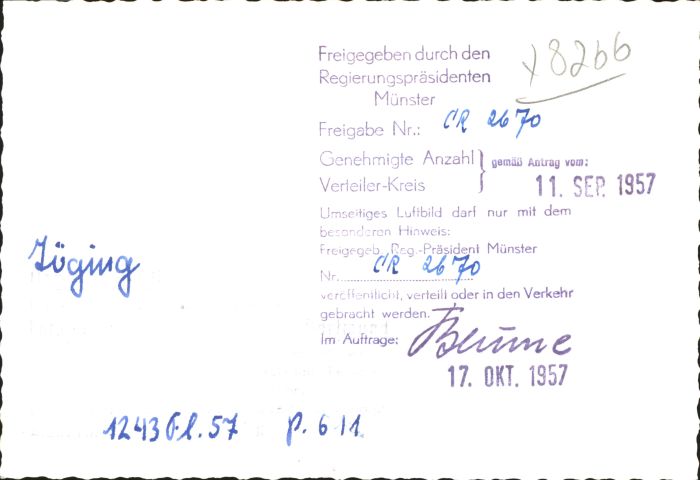 Freigegeben durch den
Regierungspräsidenten
Münster
x8266
Freigabe Nr.: CR 2670
Genehmigte Anzahl } gemäß Antrag vom:
Verteiler-Kreis 11. SEP. 1957
Umseitiges Luftbild darf nur mit dem
besonderen Hinweis:
Freigegeb. Reg.-Präsident Münster
Nr. CR 2670
veröffentlicht, verteilt oder in den Verkehr
gebracht werden.
Im Auftrage: Blume
17. OKT. 1957
Töging
1243 Fl. 57 P. 611